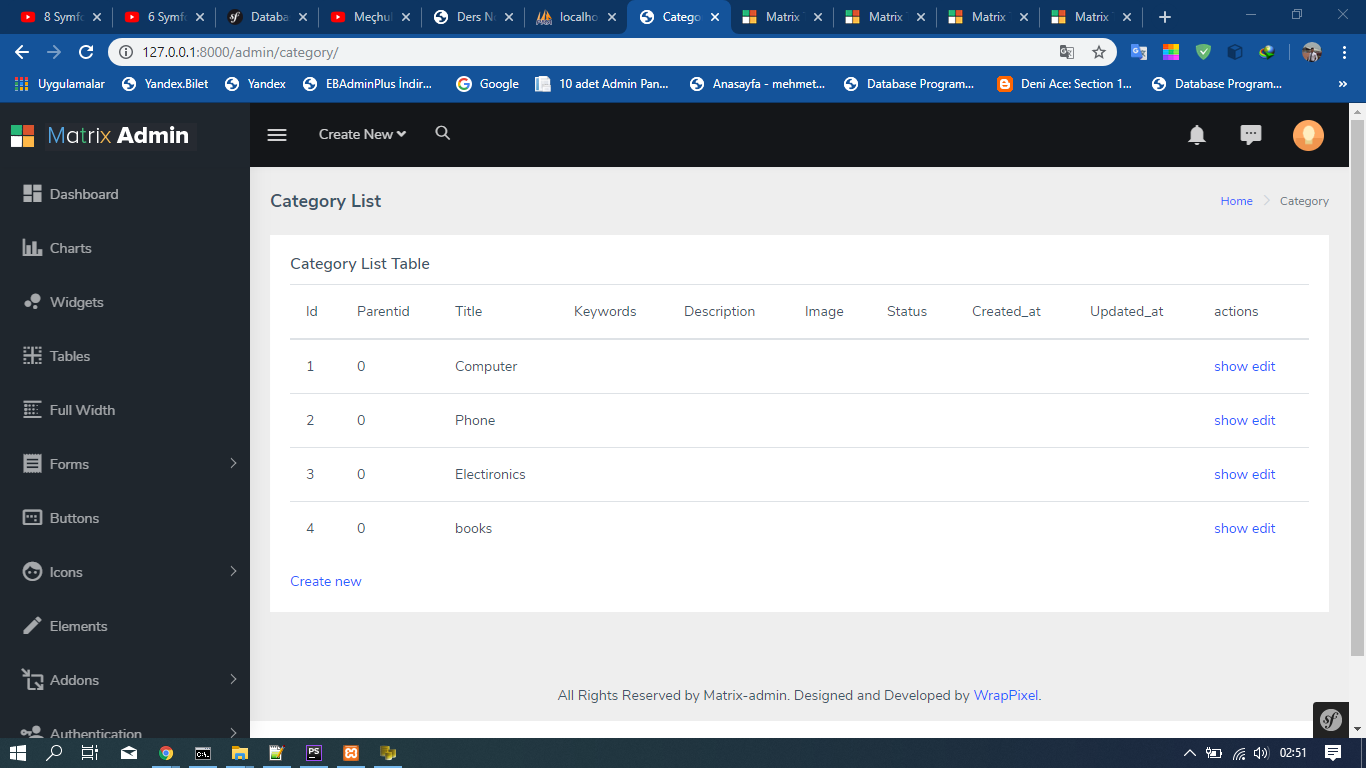 8 Symfo
6 Symfo
Databa
Meçhul
Ders No
localho
Catego
Matrix
Matrix
Matrix
Matrix
127.0.0.1:8000/admin/category/
Uygulamalar
Yandex.Bilet
Yandex
EBAdminPlus İndir...
Google
10 adet Admin Pan...
Anasayfa - mehmet...
Database Program...
Deni Ace: Section 1...
Database Program...
»
Matrix Admin
Create New
Dashboard
Charts
Widgets
Tables
Full Width
Forms
Buttons
Icons
Elements
Addons
Authentication
Category List
Home > Category
Category List Table
Id Parentid Title Keywords Description Image Status Created_at Updated_at actions
1 0 Computer show edit
2 0 Phone show edit
3 0 Electironics show edit
4 0 books show edit
Create new
All Rights Reserved by Matrix-admin. Designed and Developed by WrapPixel.
sf
PS
02:51